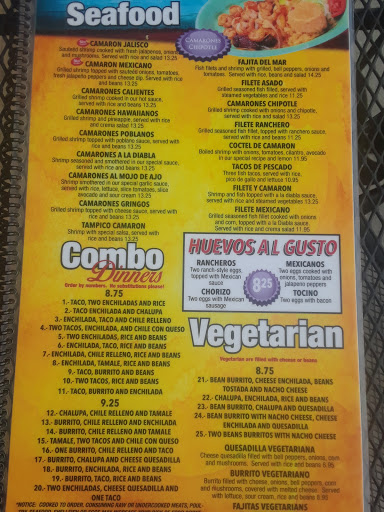 Seafood
CAMARONES
CHIPOTLE
CAMARON JALISCO
Sautéed shrimp cooked with fresh jalapenos, onions
and mushrooms. Served with rice and salad 13.25
CAMARON MEXICANO
Grilled shrimp topped with sauteed onions, tomatoes,
fresh jalapeño peppers and cheese dip. Served with rice
and beans 13.25
CAMARONES CALIENTES
Grilled shrimp cooked in our hot sauce,
served with rice and beans 13.25
CAMARONES HAWAIIANOS
Grilled shrimp and pineapple, served with rice
and crema salad 13.25
CAMARONES POBLANOS
Grilled shrimp topped with poblano sauce, served with rice
and beans 13.25
CAMARONES A LA DIABLA
Shrimp seasoned and smothered in our special sauce,
served with rice and beans 13.25
CAMARONES AL MOJO DE AJO
Shrimp smothered in our special garlic sauce,
served with rice, lettuce, slice tomatoes, slice
avocado and sour cream 13.25
CAMARONES GRINGOS
Grilled shrimp topped with cheese sauce, served with rice
and beans 13.25
TAMPICO CAMARON
Shrimp with special salsa, served with
rice and beans 13.25
FAJITA DEL MAR
Fish filets and shrimp with grilled, bell peppers, onions and
tomatoes. Served with rice, beans and salad 14.25
FILETE ASADO
Grilled seasoned fish filled, served with
steamed vegetables and rice 11.25
CAMARONES CHIPOTLE
Grilled shrimp cooked with onions and chipotle,
served with rice and salad 13.25
FILETE RANCHERO
Grilled seasoned fish fillet, topped with ranchero sauce,
served with rice and beans 11.25
COCTEL DE CAMARON
Boiled shrimp with onions, tomatoes, cilantro, avocado
in our special recipe and lemon 11.95
TACOS DE PESCADO
Three fish tacos, served with rice,
pico de gallo and lettuce 10.95
FILETE Y CAMARON
Shrimp and fish topped with a la diabla sauce,
served with rice and steamed vegetables 13.25
FILETE MEXICANO
Grilled seasoned fish fillet cooked with onions
and corn, topped with a la Diabla sauce.
Served with rice and crema salad 11.95
Combo
Dinners
Order by numbers. No substitutions please!
8.75
1.- TACO, TWO ENCHILADAS AND RICE
2.- TACO ENCHILADA AND CHALUPA
3.- ENCHILADA, TACO AND CHILE RELLENO
4.- TWO TACOS, ENCHILADA, AND CHILE CON QUESO
5.- TWO ENCHILADAS, RICE AND BEANS
6.- ENCHILADA, TACO, RICE AND BEANS
7.- ENCHILADA, CHILE RELLENO, RICE AND BEANS
8.- ENCHILADA, TAMALE, RICE AND BEANS
9.- TACO, BURRITO AND BEANS
10.- TWO TACOS, RICE AND BEANS
11.- TACO, BURRITO AND ENCHILADA
9.25
12.- CHALUPA, CHILE RELLENO AND TAMALE
13.- BURRITO, CHILE RELLENO AND ENCHILADA
14.- BURRITO, CHILE RELLENO AND TAMALE
15.- TAMALE, TWO TACOS AND CHILE CON QUESO
16.- ONE BURRITO, CHILE RELLENO AND TACO
17.- BURRITO, CHALUPA AND CHEESE QUESADILLA
18.- BURRITO, ENCHILADA, RICE AND BEANS
19.- BURRITO, TACO, RICE AND BEANS
20.- TWO ENCHILADAS, CHEESE QUESADILLA AND
ONE TACO
*NOTICE: COOKED TO ORDER. CONSUMING RAW OR UNDERCOOKED MEATS, POUL-
HUEVOS AL GUSTO
RANCHEROS
Two ranch-style eggs,
topped with Mexican
sauce
CHORIZO
Two eggs with Mexican
sausage
8.25
MEXICANOS
Two eggs cooked with
onions, tomatoes and
jalapeno peppers
TOCINO
Two eggs with bacon
Vegetarian
Vegetarian are filled with cheese or beans
8.75
21.- BEAN BURRITO, CHEESE ENCHILADA, BEANS
TOSTADA AND NACHO CHEESE
22.- CHALUPA, ENCHILADA, RICE AND BEANS
23.- BEAN BURRITO, CHALUPA AND QUESADILLA
24.- BEAN BURRITO WITH NACHO CHEESE, CHEESE
ENCHILADA AND QUESADILLA
25.- TWO BEAN BURRITOS WITH NACHO CHEESE
QUESADILLA VEGETARIANA
Cheese quesadilla filled with bell peppers, onions, corn
and mushrooms. Served with rice and beans 8.95
BURRITO VEGETARIANO
Burrito filled with cheese, onions, bell peppers, corn
and mushrooms, covered with melted cheese. Served
with lettuce, sour cream, rice and beans 8.95
FAJITAS VEGETARIANAS